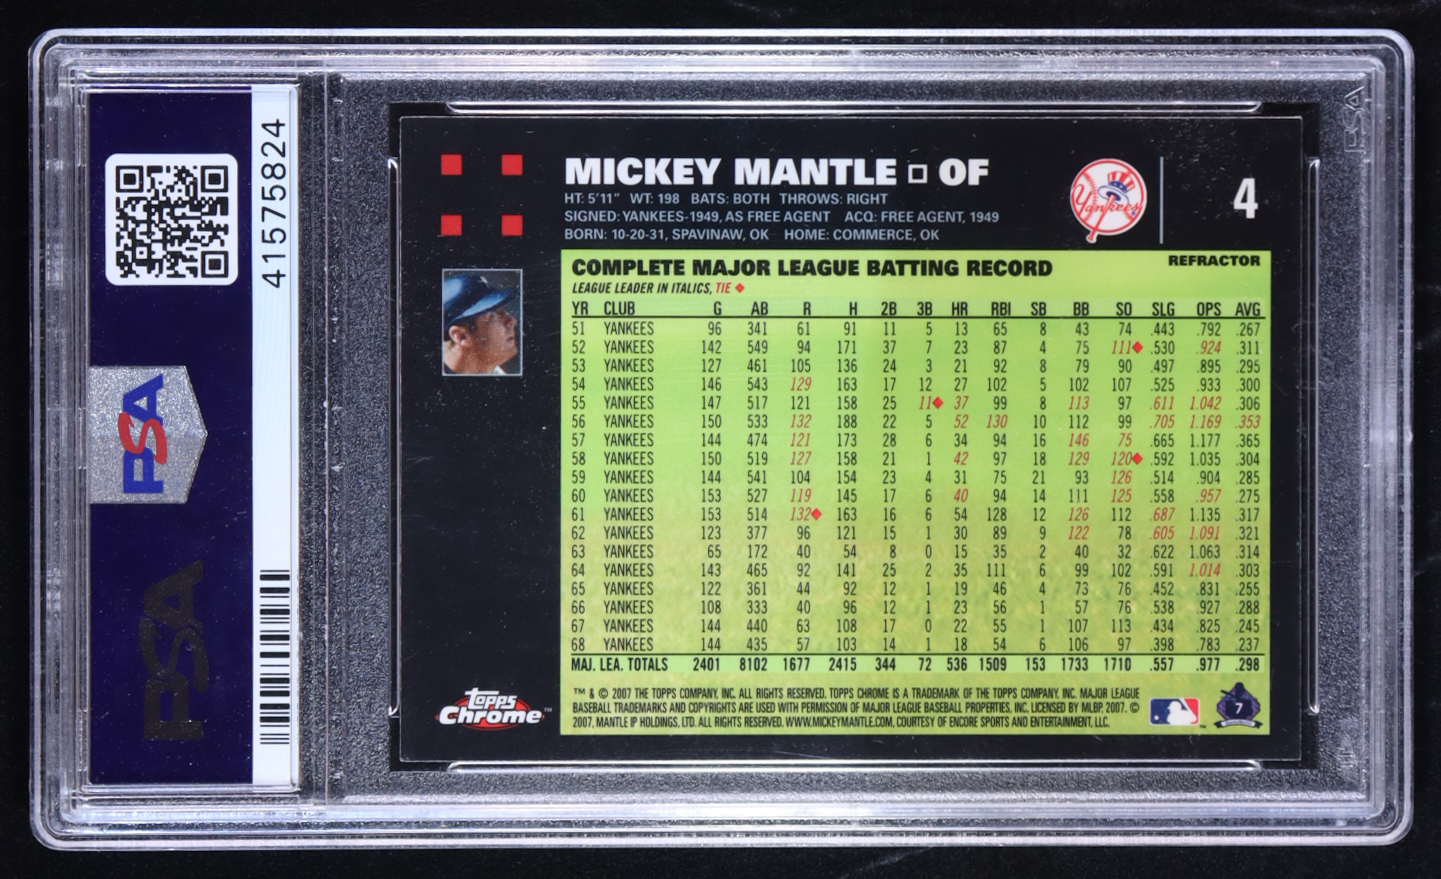 41575824
PSA
PSA
PSA
MICKEY MANTLE □ OF
HT: 5'11" WT: 198 BATS: BOTH THROWS: RIGHT
SIGNED: YANKEES-1949, AS FREE AGENT ACQ: FREE AGENT, 1949
BORN: 10-20-31, SPAVINAW, OK HOME: COMMERCE, OK
Yankees
4
COMPLETE MAJOR LEAGUE BATTING RECORD
REFRACTOR
LEAGUE LEADER IN ITALICS, TIE ♦
YR CLUB G AB R H 2B 3B HR RBI SB BB SO SLG OPS AVG
51 YANKEES 96 341 61 91 11 5 13 65 8 43 74 .443 .792 .267
52 YANKEES 142 549 94 171 37 7 23 87 4 75 111♦ .530 .924 .311
53 YANKEES 127 461 105 136 24 3 21 92 8 79 90 .497 .895 .295
54 YANKEES 146 543 129 163 17 12 27 102 5 102 107 .525 .933 .300
55 YANKEES 147 517 121 158 25 11♦ 37 99 8 113 97 .611 1.042 .306
56 YANKEES 150 533 132 188 22 5 52 130 10 112 99 .705 1.169 .353
57 YANKEES 144 474 121 173 28 6 34 94 16 146 75 .665 1.177 .365
58 YANKEES 150 519 127 158 21 1 42 97 18 129 120♦ .592 1.035 .304
59 YANKEES 144 541 104 154 23 4 31 75 21 93 126 .514 .904 .285
60 YANKEES 153 527 119 145 17 6 40 94 14 111 125 .558 .957 .275
61 YANKEES 153 514 132♦ 163 16 6 54 128 12 126 112 .687 1.135 .317
62 YANKEES 123 377 96 121 15 1 30 89 9 122 78 .605 1.091 .321
63 YANKEES 65 172 40 54 8 0 15 35 2 40 32 .622 1.063 .314
64 YANKEES 143 465 92 141 25 2 35 111 6 99 102 .591 1.014 .303
65 YANKEES 122 361 44 92 12 1 19 46 4 73 76 .452 .831 .255
66 YANKEES 108 333 40 96 12 1 23 56 1 57 76 .538 .927 .288
67 YANKEES 144 440 63 108 17 0 22 55 1 107 113 .434 .825 .245
68 YANKEES 144 435 57 103 14 1 18 54 6 106 97 .398 .783 .237
MAJ. LEA. TOTALS 2401 8102 1677 2415 344 72 536 1509 153 1733 1710 .557 .977 .298
Topps Chrome™
™ & © 2007 THE TOPPS COMPANY, INC. ALL RIGHTS RESERVED. TOPPS CHROME IS A TRADEMARK OF THE TOPPS COMPANY, INC. MAJOR LEAGUE
BASEBALL TRADEMARKS AND COPYRIGHTS ARE USED WITH PERMISSION OF MAJOR LEAGUE BASEBALL PROPERTIES, INC. LICENSED BY MLBP, 2007. ©
2007, MANTLE IP HOLDINGS, LTD. ALL RIGHTS RESERVED. WWW.MICKEYMANTLE.COM, COURTESY OF ENCORE SPORTS AND ENTERTAINMENT, LLC.
7